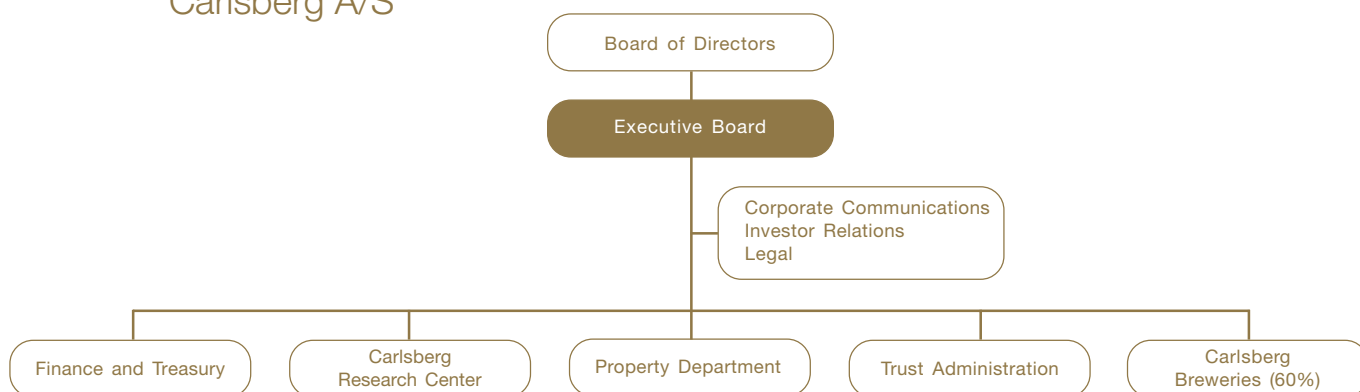 Carlsberg A/S
Board of Directors
Executive Board
Corporate Communications
Investor Relations
Legal
Finance and Treasury
Carlsberg
Research Center
Property Department
Trust Administration
Carlsberg
Breweries (60%)